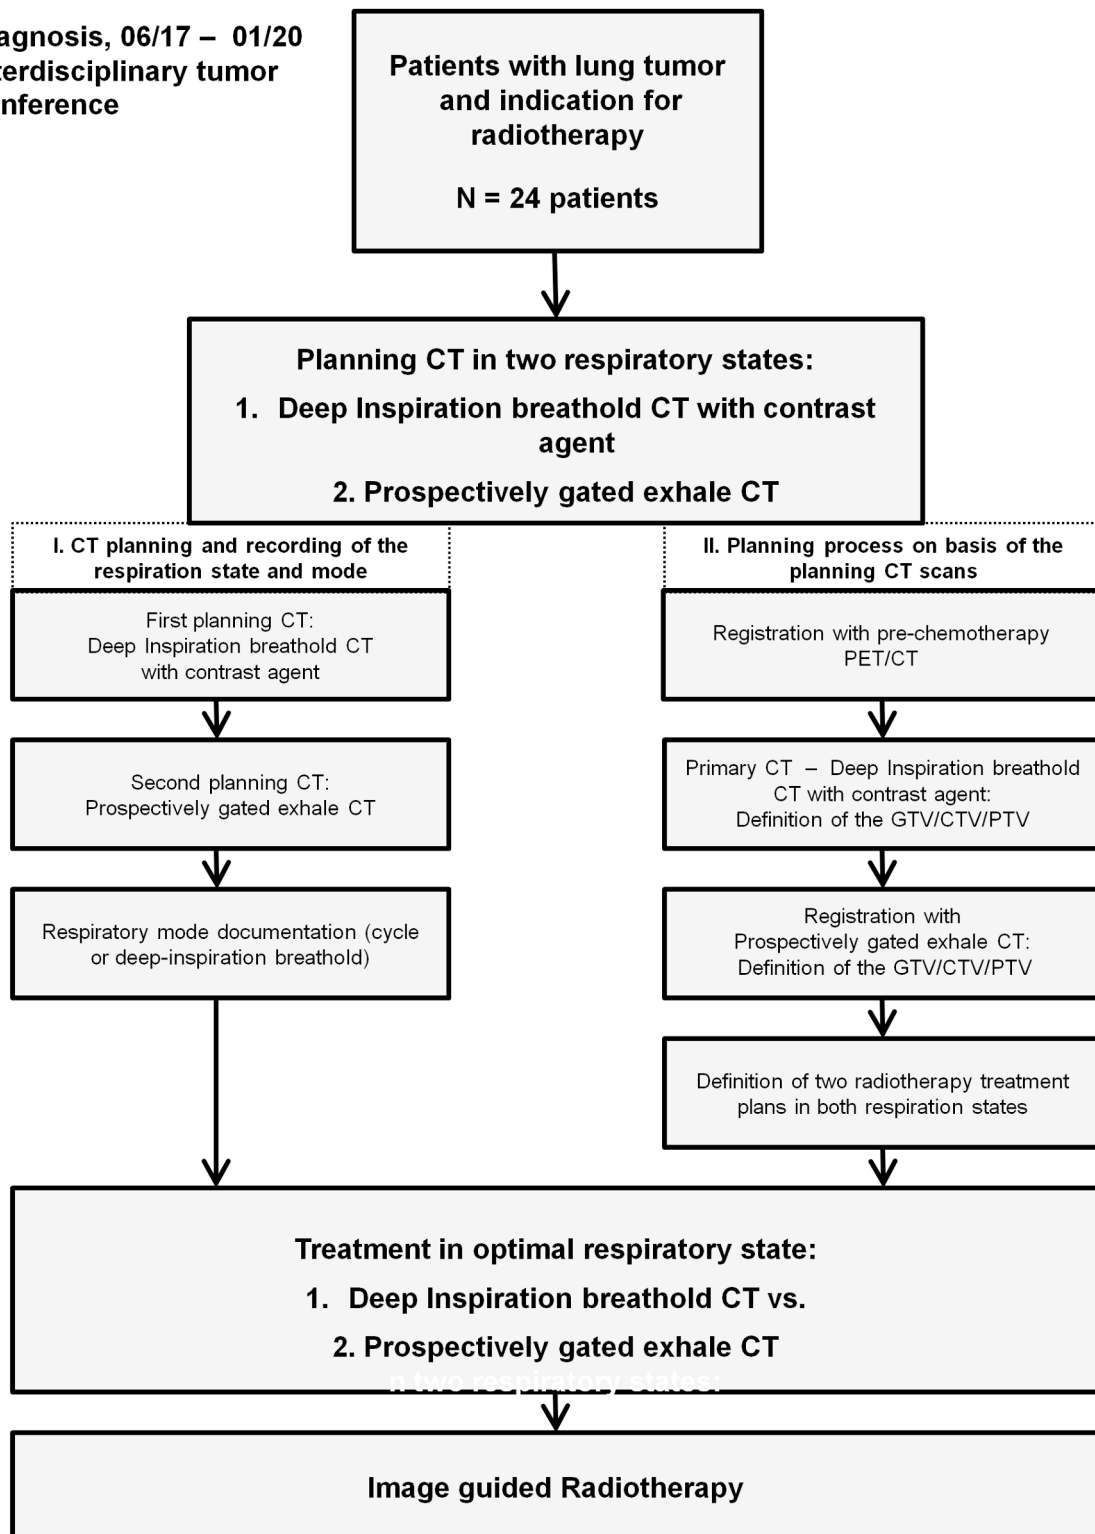 agnosis, 06/17 – 01/20
terdisciplinary tumor
nference
Patients with lung tumor
and indication for
radiotherapy
N = 24 patients
Planning CT in two respiratory states:
1. Deep Inspiration breathold CT with contrast
agent
2. Prospectively gated exhale CT
I. CT planning and recording of the
respiration state and mode
First planning CT:
Deep Inspiration breathold CT
with contrast agent
Second planning CT:
Prospectively gated exhale CT
Respiratory mode documentation (cycle
or deep-inspiration breathold)
II. Planning process on basis of the
planning CT scans
Registration with pre-chemotherapy
PET/CT
Primary CT – Deep Inspiration breathold
CT with contrast agent:
Definition of the GTV/CTV/PTV
Registration with
Prospectively gated exhale CT:
Definition of the GTV/CTV/PTV
Definition of two radiotherapy treatment
plans in both respiration states
Treatment in optimal respiratory state:
1. Deep Inspiration breathold CT vs.
2. Prospectively gated exhale CT
n two respiratory states:
Image guided Radiotherapy